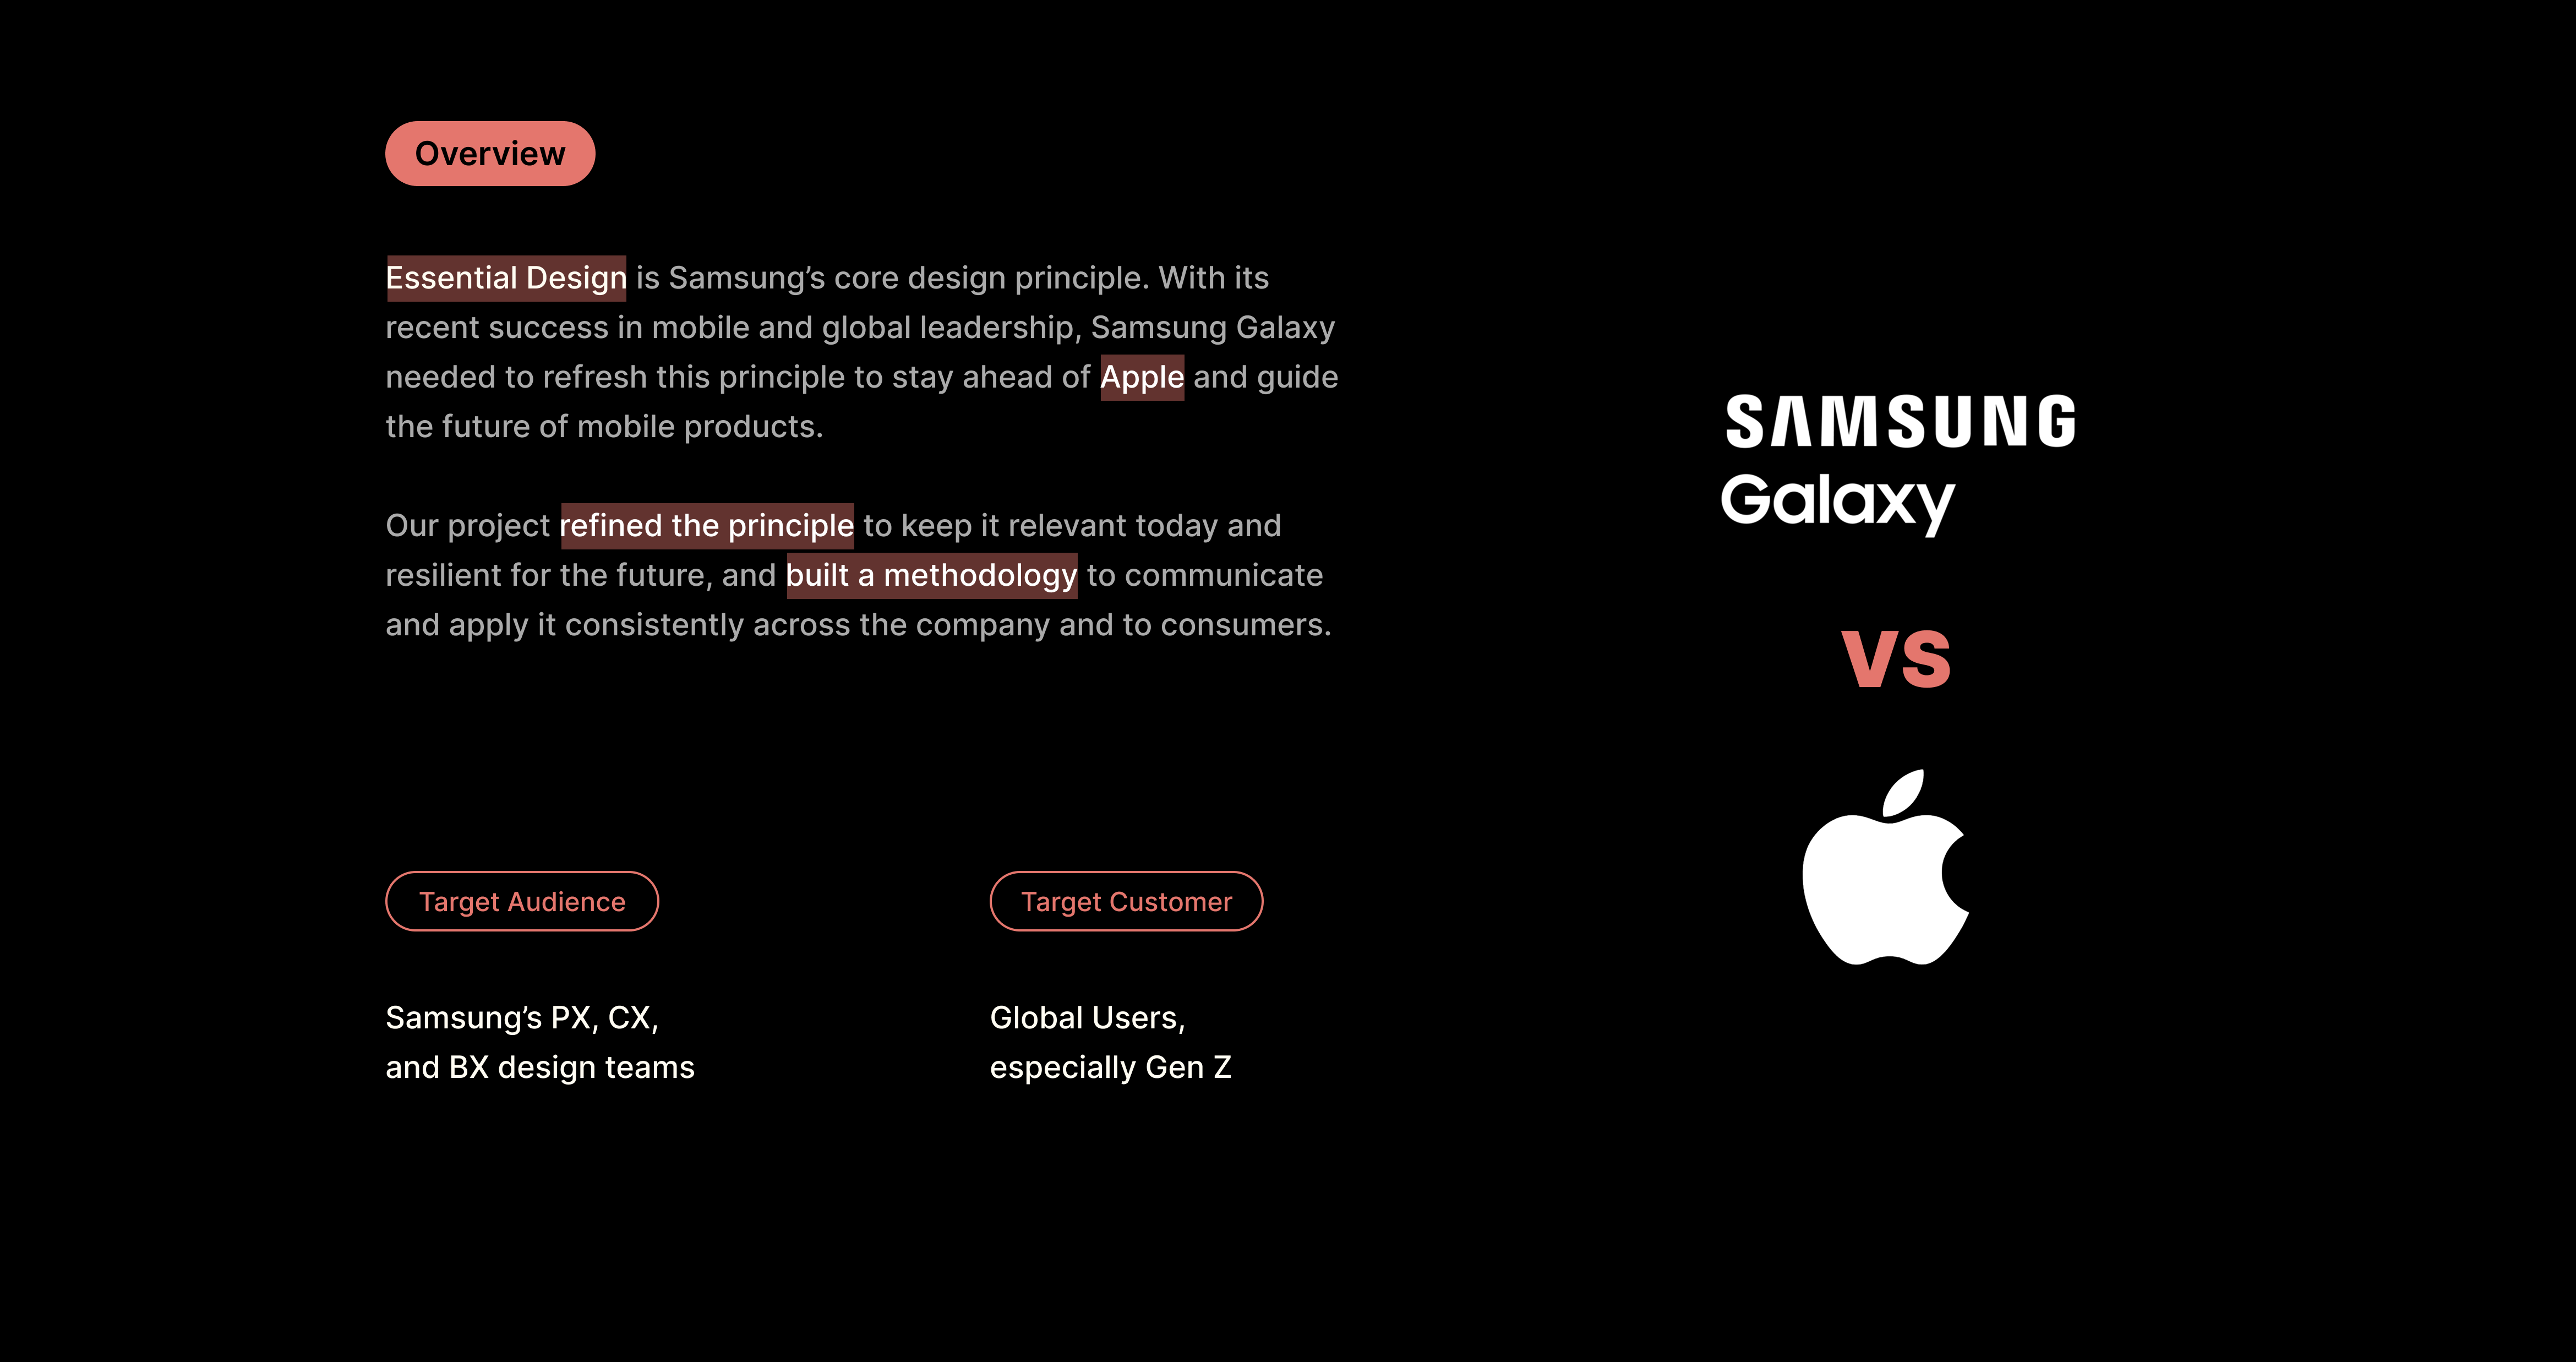 Overview
Essential Design is Samsung’s core design principle. With its
recent success in mobile and global leadership, Samsung Galaxy
needed to refresh this principle to stay ahead of Apple and guide
the future of mobile products.
Our project refined the principle to keep it relevant today and
resilient for the future, and built a methodology to communicate
and apply it consistently across the company and to consumers.
Target Audience
Samsung’s PX, CX,
and BX design teams
Target Customer
Global Users,
especially Gen Z
SAMSUNG
Galaxy
VS